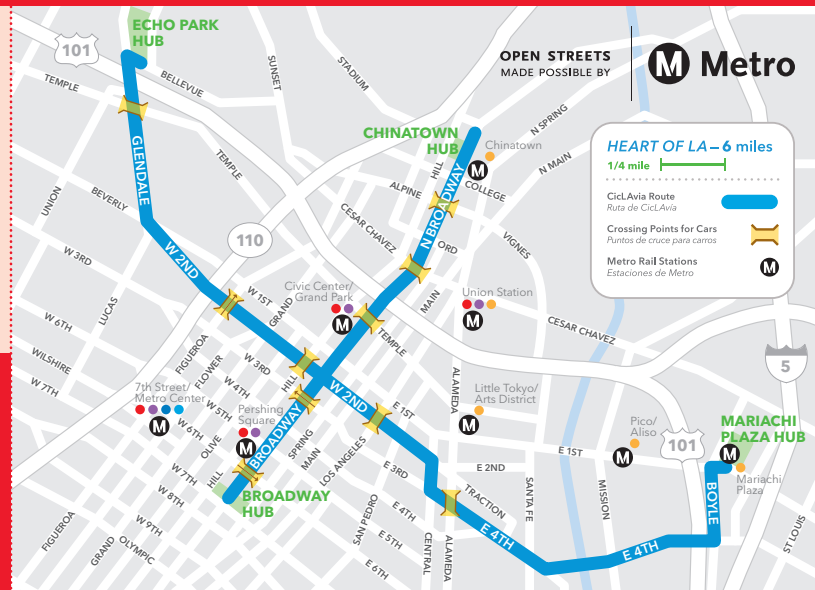 ECHO PARK
HUB
101
TEMPLE
BELLEVUE
SUNSET
STADIUM
OPEN STREETS
MADE POSSIBLE BY
M Metro
CHINATOWN
HUB
Chinatown
M
N SPRING
N MAIN
HEART OF LA – 6 miles
1/4 mile
CicLAvia Route
Ruta de CicLAvía
Crossing Points for Cars
Puntos de cruce para carros
Metro Rail Stations
Estaciones de Metro
M
GLENDALE
TEMPLE
UNION
BEVERLY
ALPINE
HILL
COLLEGE
N BROADWAY
CESAR CHAVEZ
ORD
VNGES
W 3RD
110
W 2ND
LUCAS
W 6TH
WILSHIRE
W 7TH
Civic Center/
Grand Park
M
W 1ST
GRAND
MAIN
Union Station
M
CESAR CHAVEZ
TEMPLE
FIGUEROA
FLOWER
W 3RD
W 4TH
W 5TH
HILL
W 2ND
E 1ST
ALAMEDA
5
7th Street/
Metro Center
M
Pershing
Square
M
W 6TH
OLIVE
BROADWAY
SPRING
MAIN
LOS ANGELES
Little Tokyo/
Arts District
M
Pico/
Aliso
M
101
MARIACHI
PLAZA HUB
M
Mariachi
Plaza
E 1ST
E 2ND
E 3RD
W 7TH
HILL
W 8TH
BROADWAY
HUB
W 9TH
OLYMPIC
GRAND
FIGUEROA
SAN PEDRO
E 4TH
E 5TH
E 6TH
CENTRAL
ALAMEDA
TRACTION
SANTA FE
MISSION
E 4TH
E 4TH
BOYLE
ST LOUIS